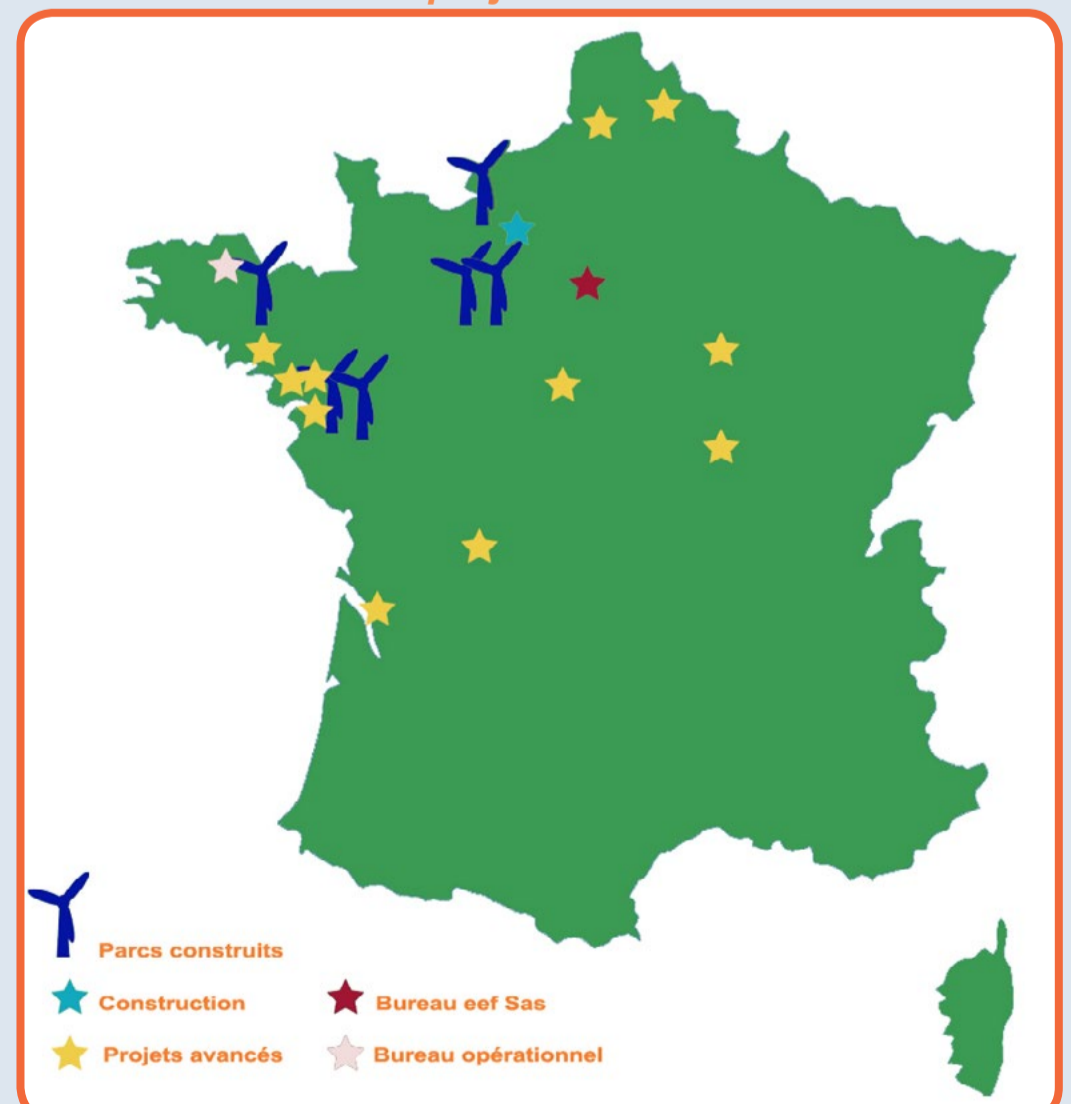 Parcs construits
Construction
Bureau eef Sas
Projets avancés
Bureau opérationnel